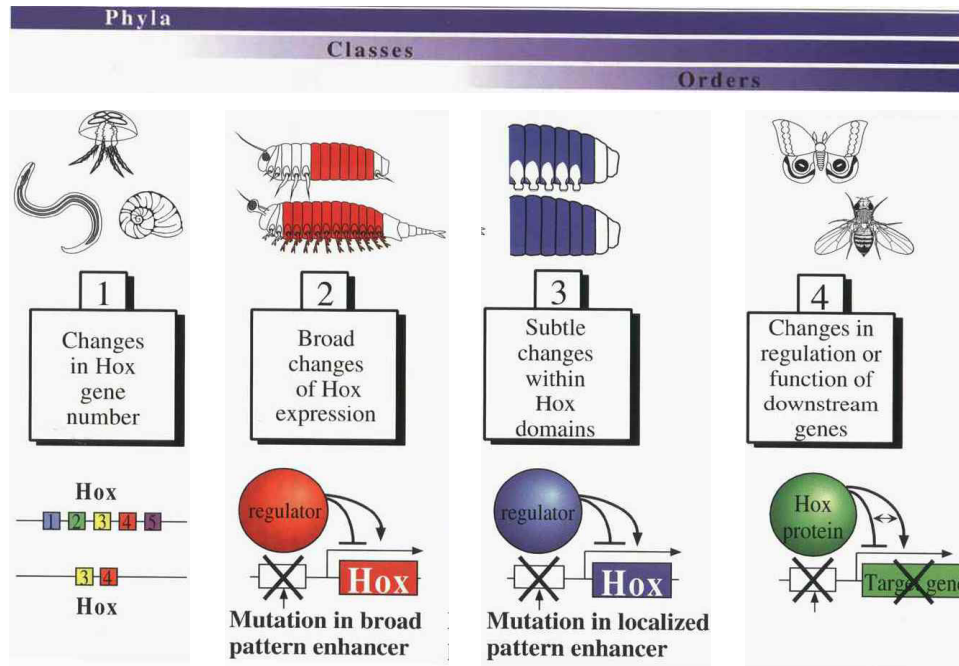 Phyla
Classes
Orders
1
Changes
in Hox
gene
number
Hox
1 2 3 4 5
3 4
Hox
2
Broad
changes
of Hox
expression
regulator
Hox
Mutation in broad
pattern enhancer
3
Subtle
changes
within
Hox
domains
regulator
Hox
Mutation in localized
pattern enhancer
4
Changes in
regulation or
function of
downstream
genes
Hox
protein
Target gene